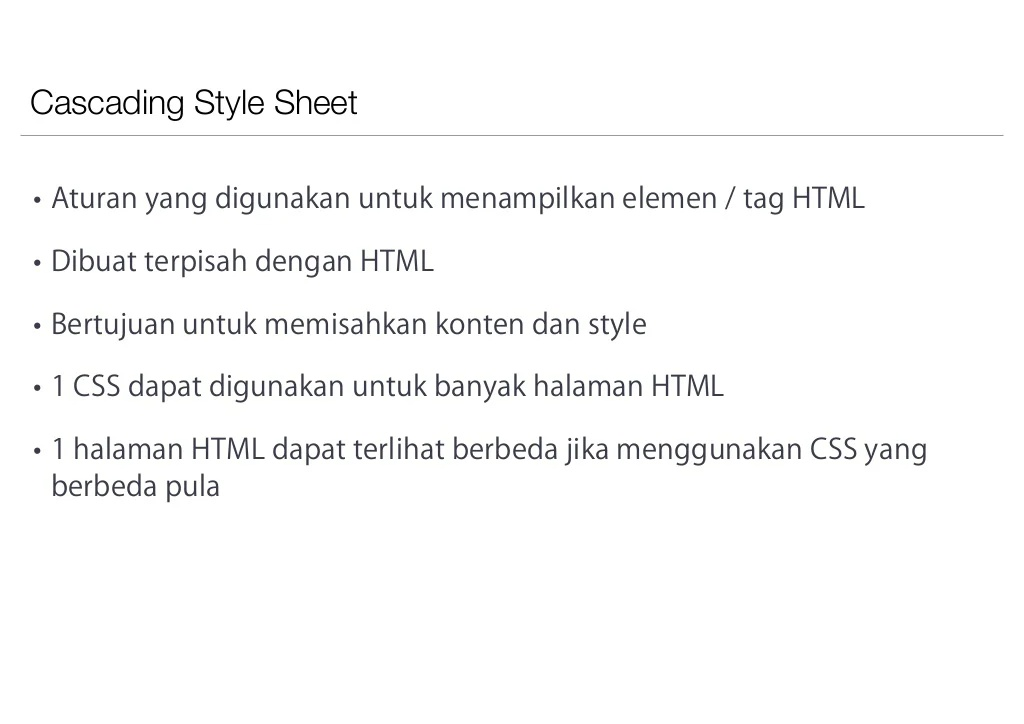 Cascading Style Sheet
• Aturan yang digunakan untuk menampilkan elemen / tag HTML
• Dibuat terpisah dengan HTML
• Bertujuan untuk memisahkan konten dan style
• 1 CSS dapat digunakan untuk banyak halaman HTML
• 1 halaman HTML dapat terlihat berbeda jika menggunakan CSS yang
berbeda pula